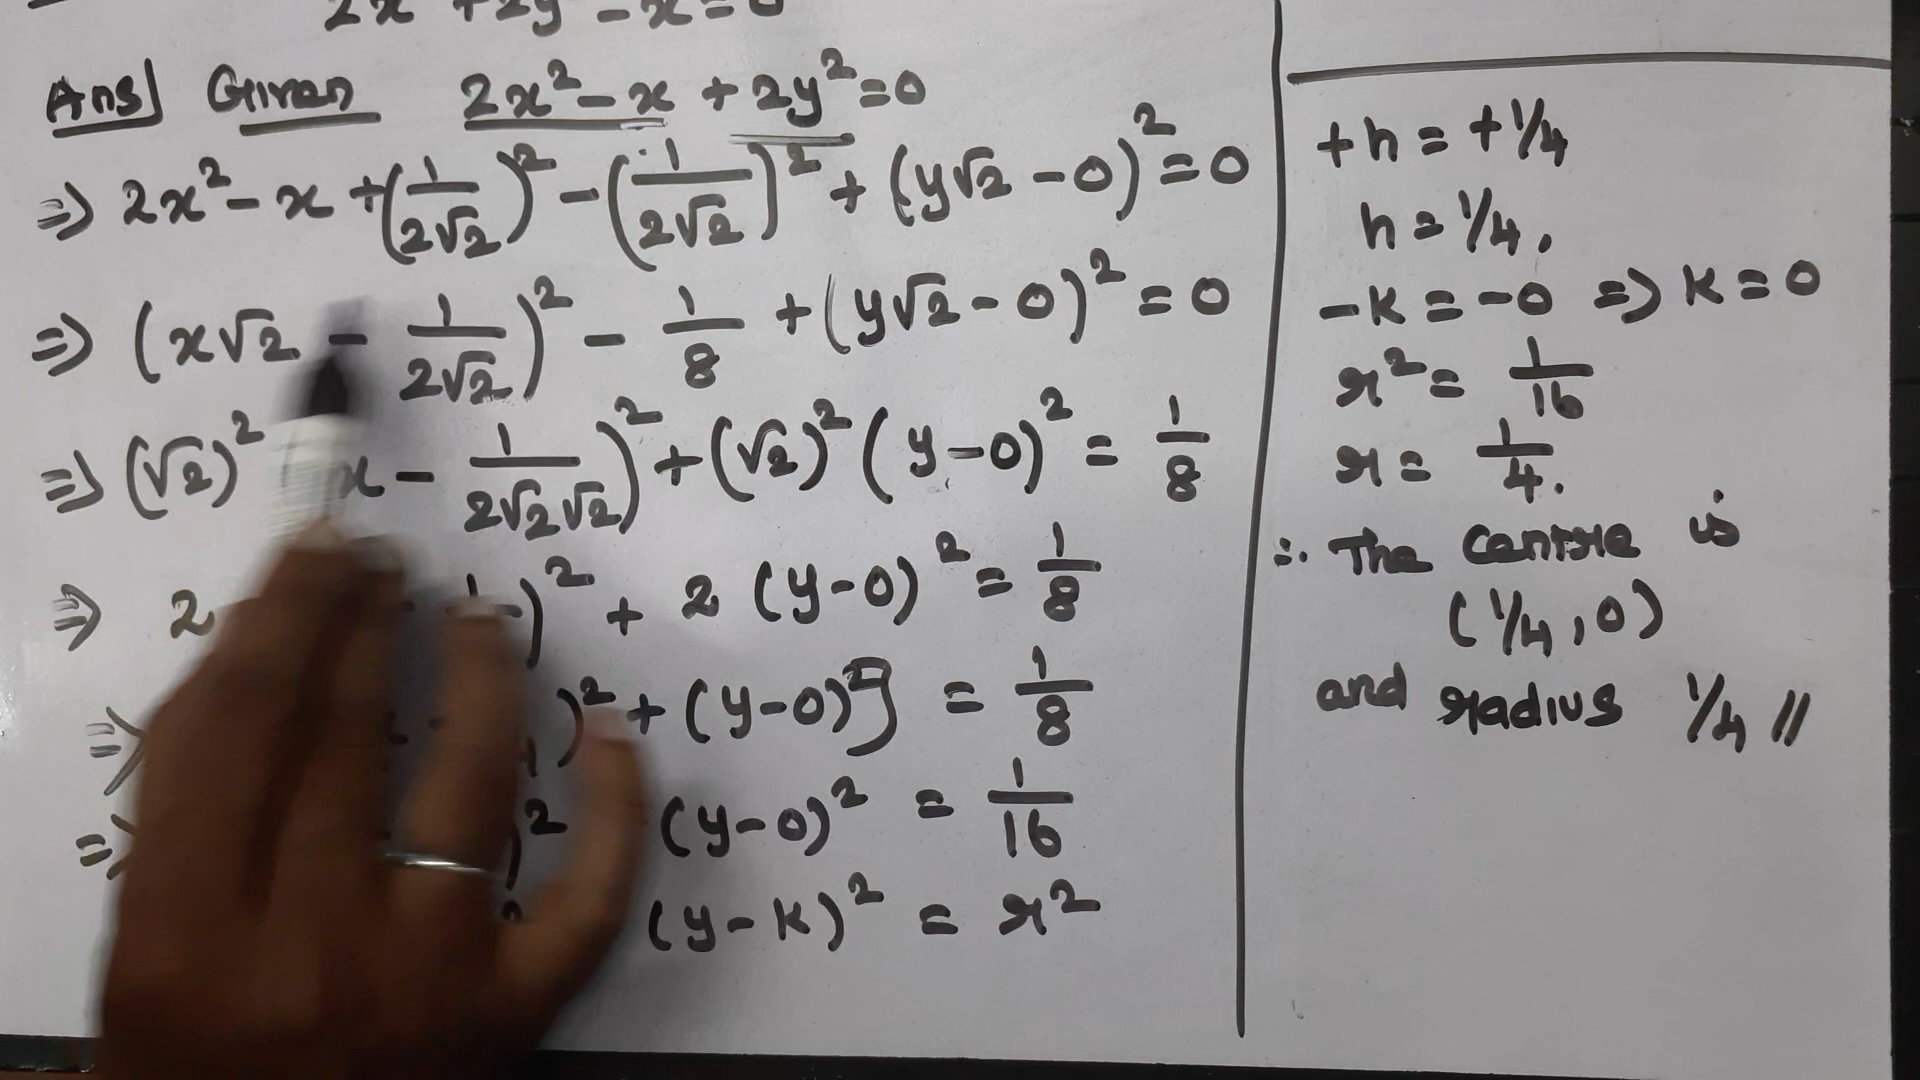 2x² + 2y² - x = 0
Ans] Given 2x² - x + 2y² = 0
⇒ 2x² - x + (1/2√2)² - (1/2√2)² + (y√2 - 0)² = 0
⇒ (x√2 - 1/2√2)² - 1/8 + (y√2 - 0)² = 0
⇒ (√2)² x - 1/2√2√2)² + (√2)² (y - 0)² = 1/8
⇒ 2 )² + 2 (y - 0)² = 1/8
⇒ )² + (y - 0)²] = 1/8
⇒ )² (y - 0)² = 1/16
(y - k)² = r²
+h = +1/4
h = 1/4.
-k = -0 ⇒ k = 0
r² = 1/16
r = 1/4.
∴ The centre is
(1/4, 0)
and radius 1/4 //